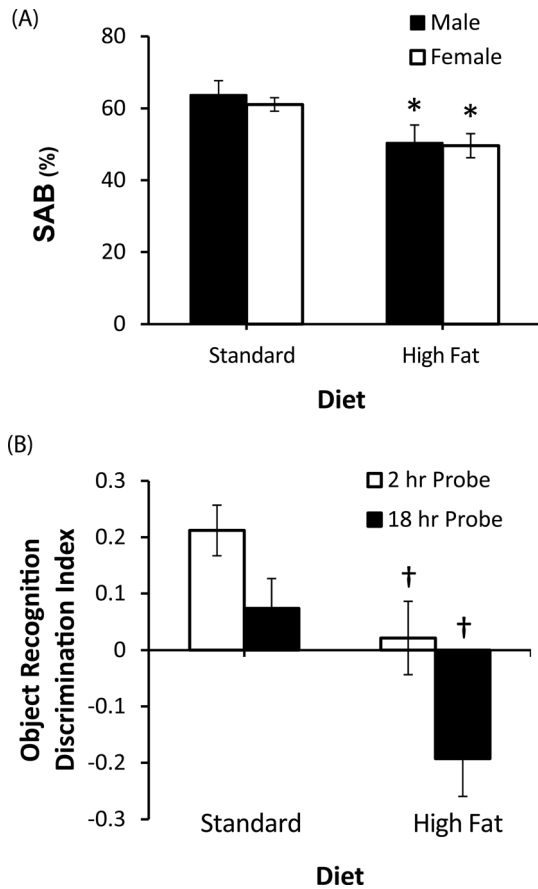 (A)
Male
Female
80
60
40
20
0
SAB (%)
*
*
Standard
High Fat
Diet
(B)
2 hr Probe
18 hr Probe
0.3
0.2
0.1
0
-0.1
-0.2
-0.3
Object Recognition
Discrimination Index
†
†
Standard
High Fat
Diet